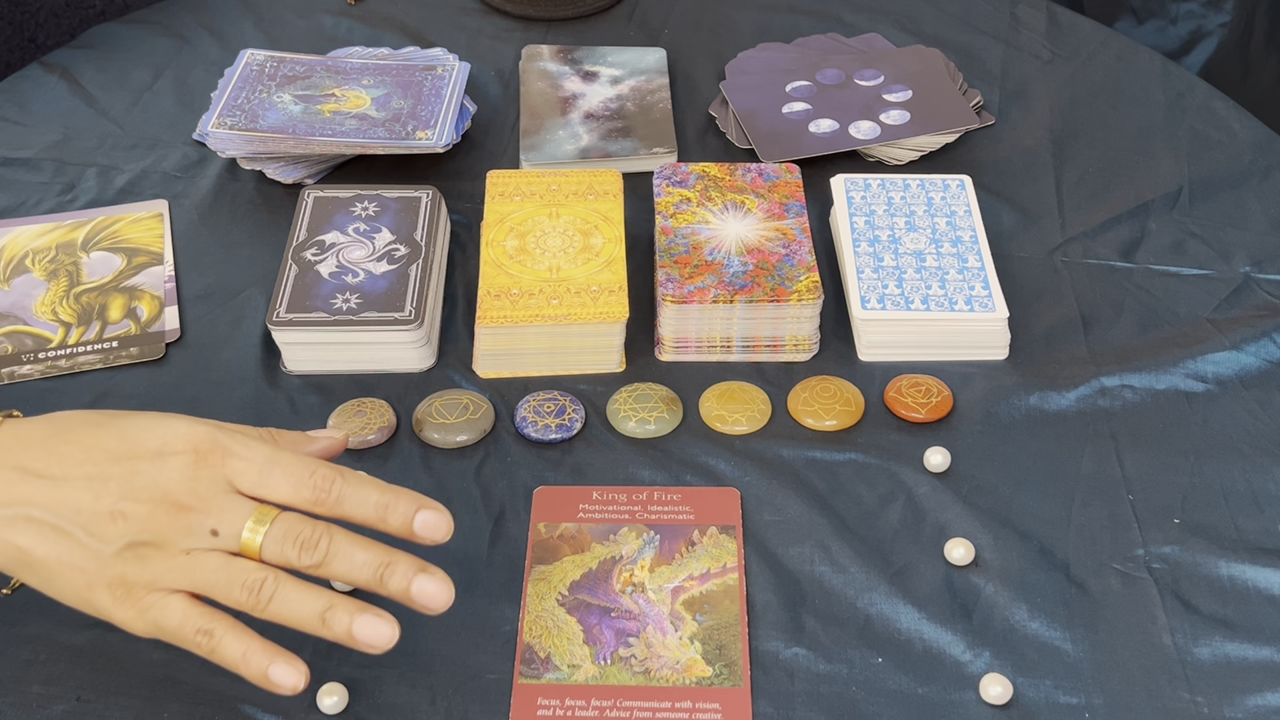 VI CONFIDENCE
King of Fire
Motivational, Idealistic,
Ambitious, Charismatic
Focus, focus, focus! Communicate with vision,
and be a leader. Advice from someone creative.